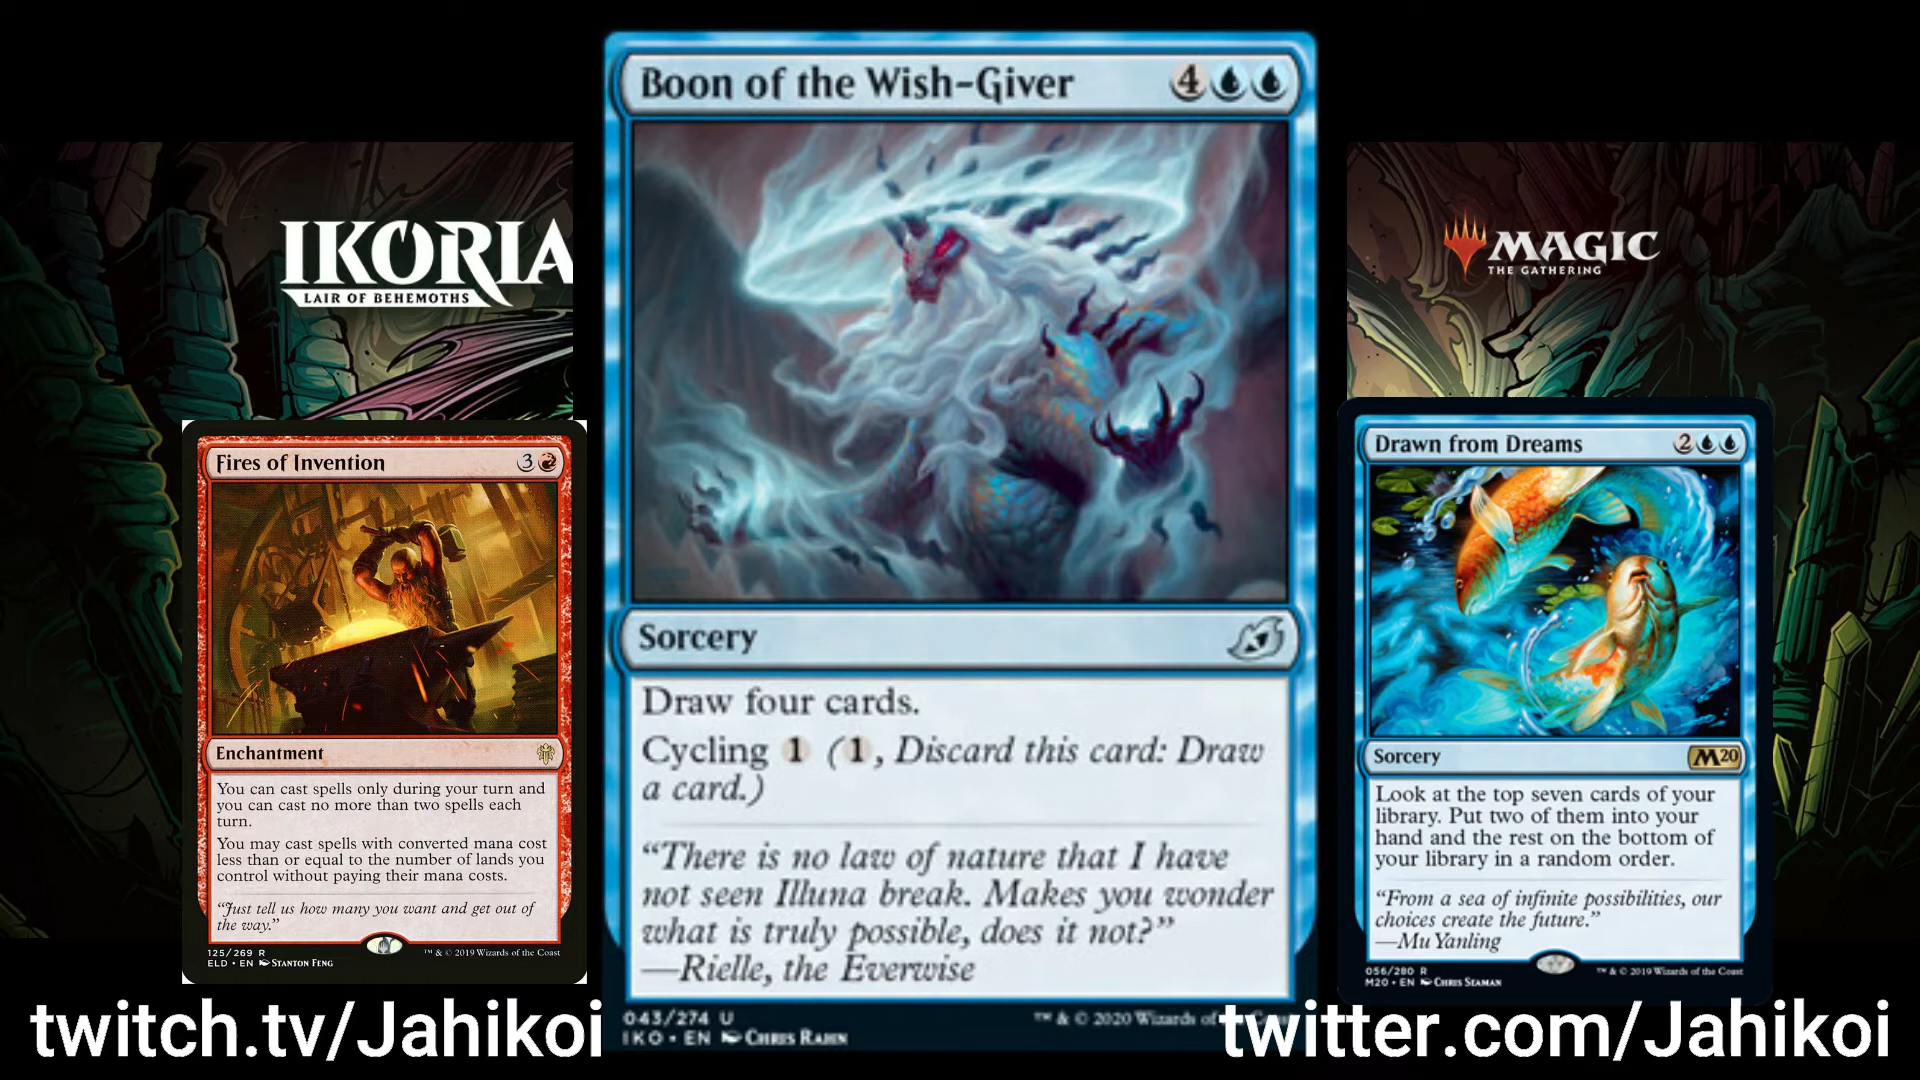 IKORIA
LAIR OF BEHEMOTHS
Fires of Invention 3
Enchantment
You can cast spells only during your turn and
you can cast no more than two spells each
turn.
You may cast spells with converted mana cost
less than or equal to the number of lands you
control without paying their mana costs.
“Just tell us how many you want and get out of
the way.”
125/269 R
ELD • EN STANTON FENG
™ & © 2019 Wizards of the Coast
Boon of the Wish-Giver 4
Sorcery
Draw four cards.
Cycling 1 (1, Discard this card: Draw
a card.)
“There is no law of nature that I have
not seen Illuna break. Makes you wonder
what is truly possible, does it not?”
—Rielle, the Everwise
043/274 U
IKO • EN CHRIS RAHN
™ & © 2020 Wizards of
MAGIC
THE GATHERING
Drawn from Dreams 2
Sorcery M20
Look at the top seven cards of your
library. Put two of them into your
hand and the rest on the bottom of
your library in a random order.
“From a sea of infinite possibilities, our
choices create the future.”
—Mu Yanling
056/280 R
M20 • EN CHRIS SEAMAN
™ & © 2019 Wizards of the Coast
twitch.tv/Jahikoi
twitter.com/Jahikoi